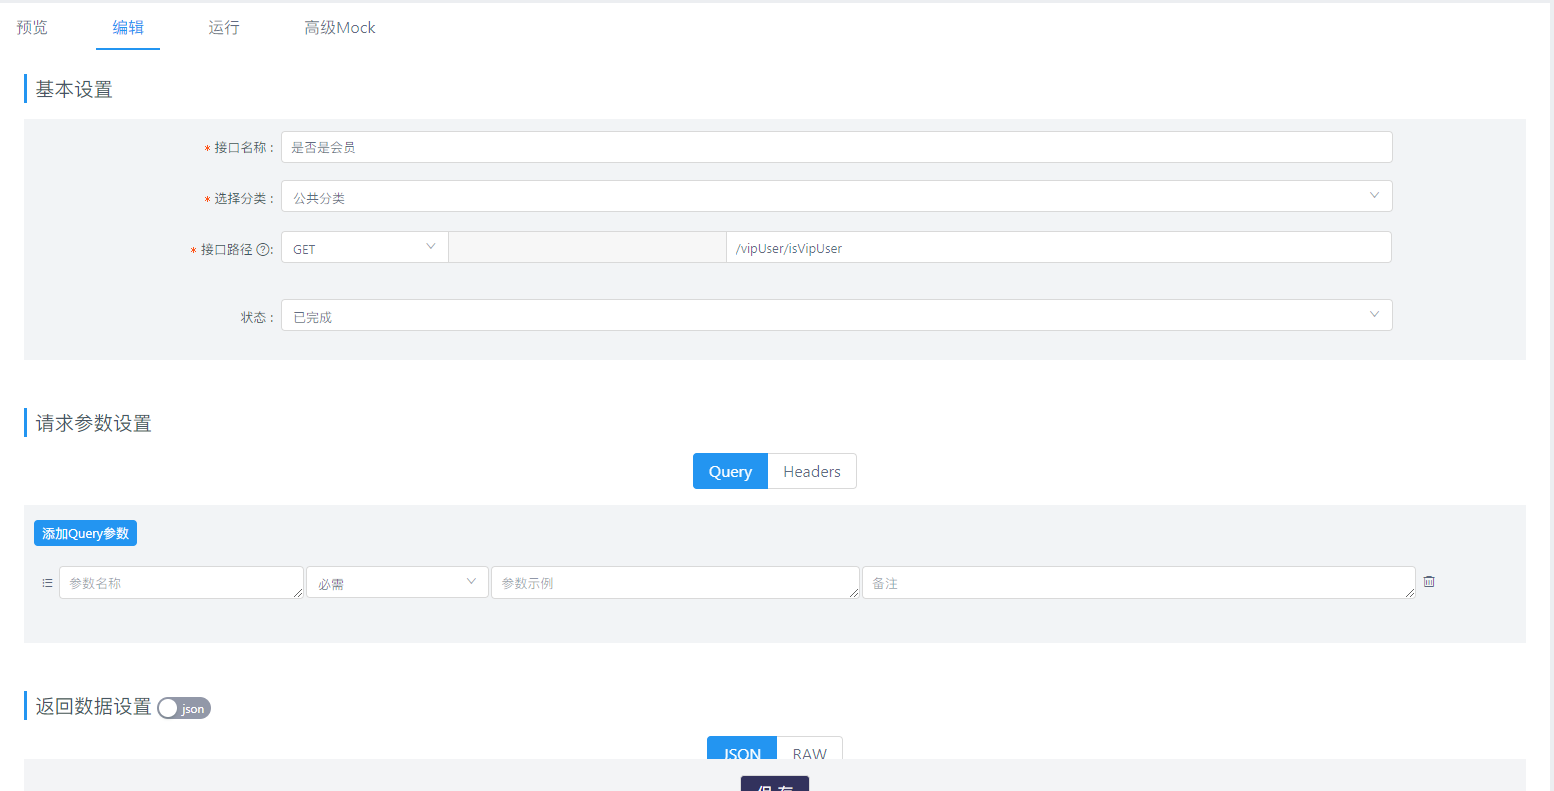 预览 编辑 运行 高级Mock
基本设置
* 接口名称 : 是否是会员
* 选择分类 : 公共分类
* 接口路径 : GET /vipUser/isVipUser
状态 : 已完成
请求参数设置
Query Headers
添加Query参数
参数名称 必需 参数示例 备注
返回数据设置 json
JSON RAW
保存